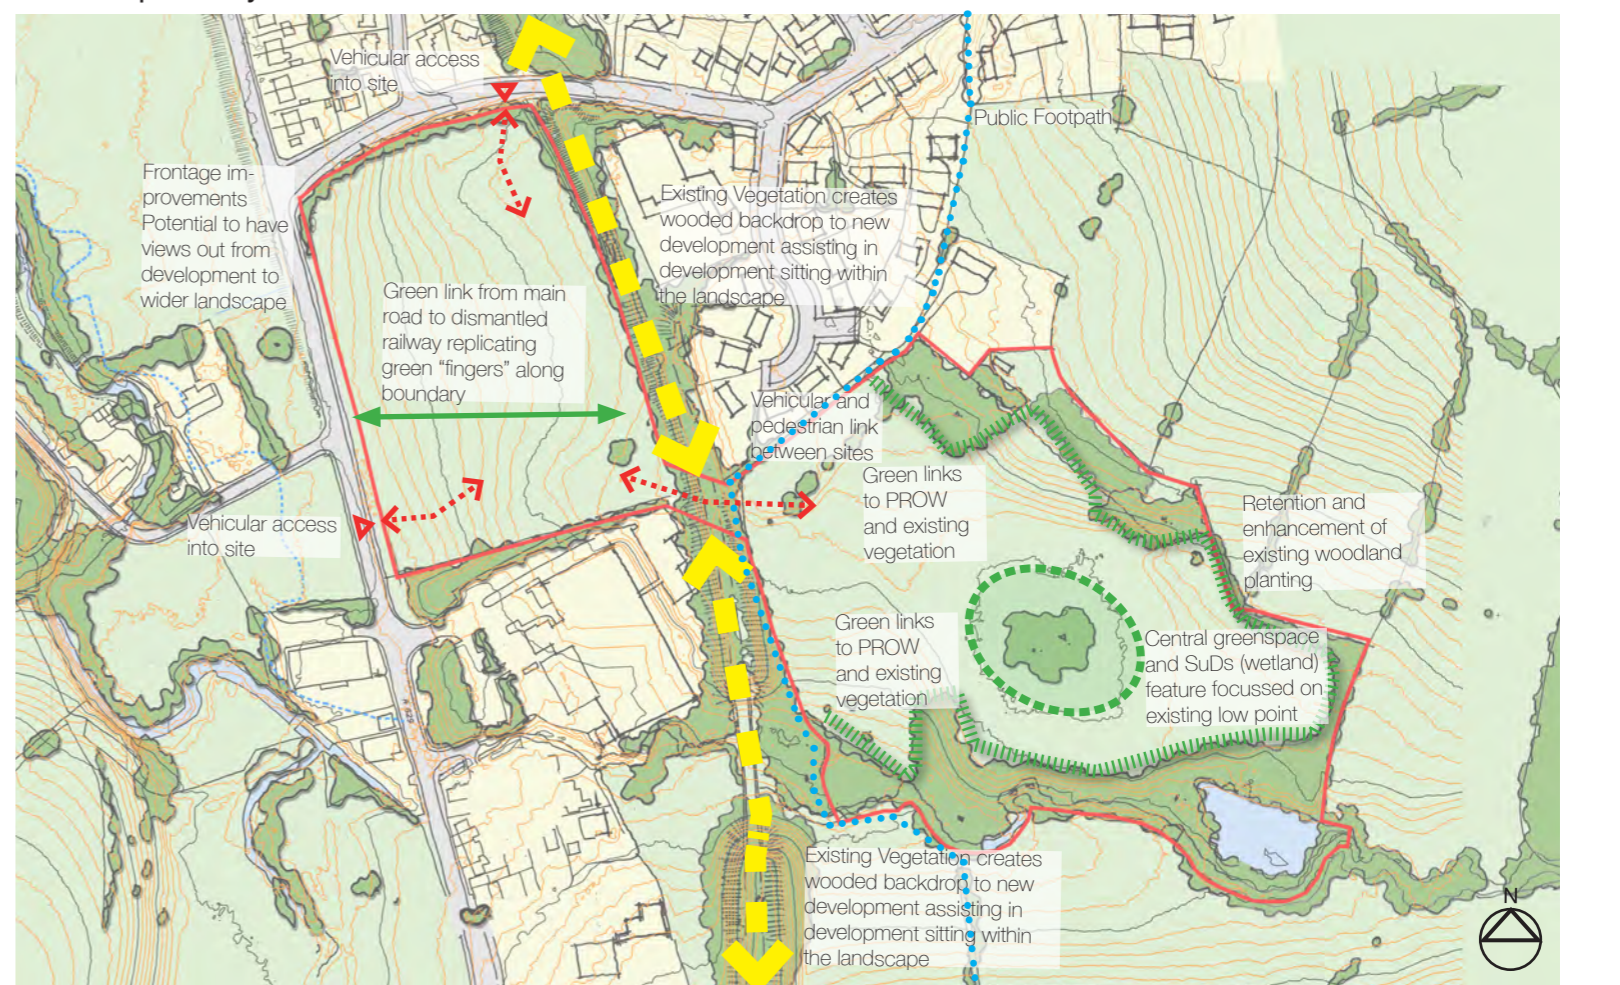 Vehicular access
into site
Public Footpath
Frontage im-
provements
Potential to have
views out from
development to
wider landscape
Existing Vegetation creates
wooded backdrop to new
development assisting in
development sitting within
the landscape
Green link from main
road to dismantled
railway replicating
green “fingers” along
boundary
Vehicular and
pedestrian link
between sites
Green links
to PROW
and existing
vegetation
Retention and
enhancement of
existing woodland
planting
Vehicular access
into site
Green links
to PROW
and existing
vegetation
Central greenspace
and SuDs (wetland)
feature focussed on
existing low point
Existing Vegetation creates
wooded backdrop to new
development assisting in
development sitting within
the landscape
N